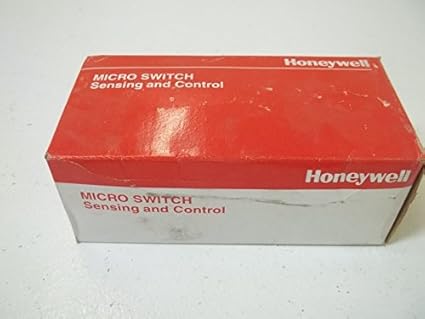 Honeywell
MICRO SWITCH
Sensing and Control
Honeywell
MICRO SWITCH
Sensing and Control